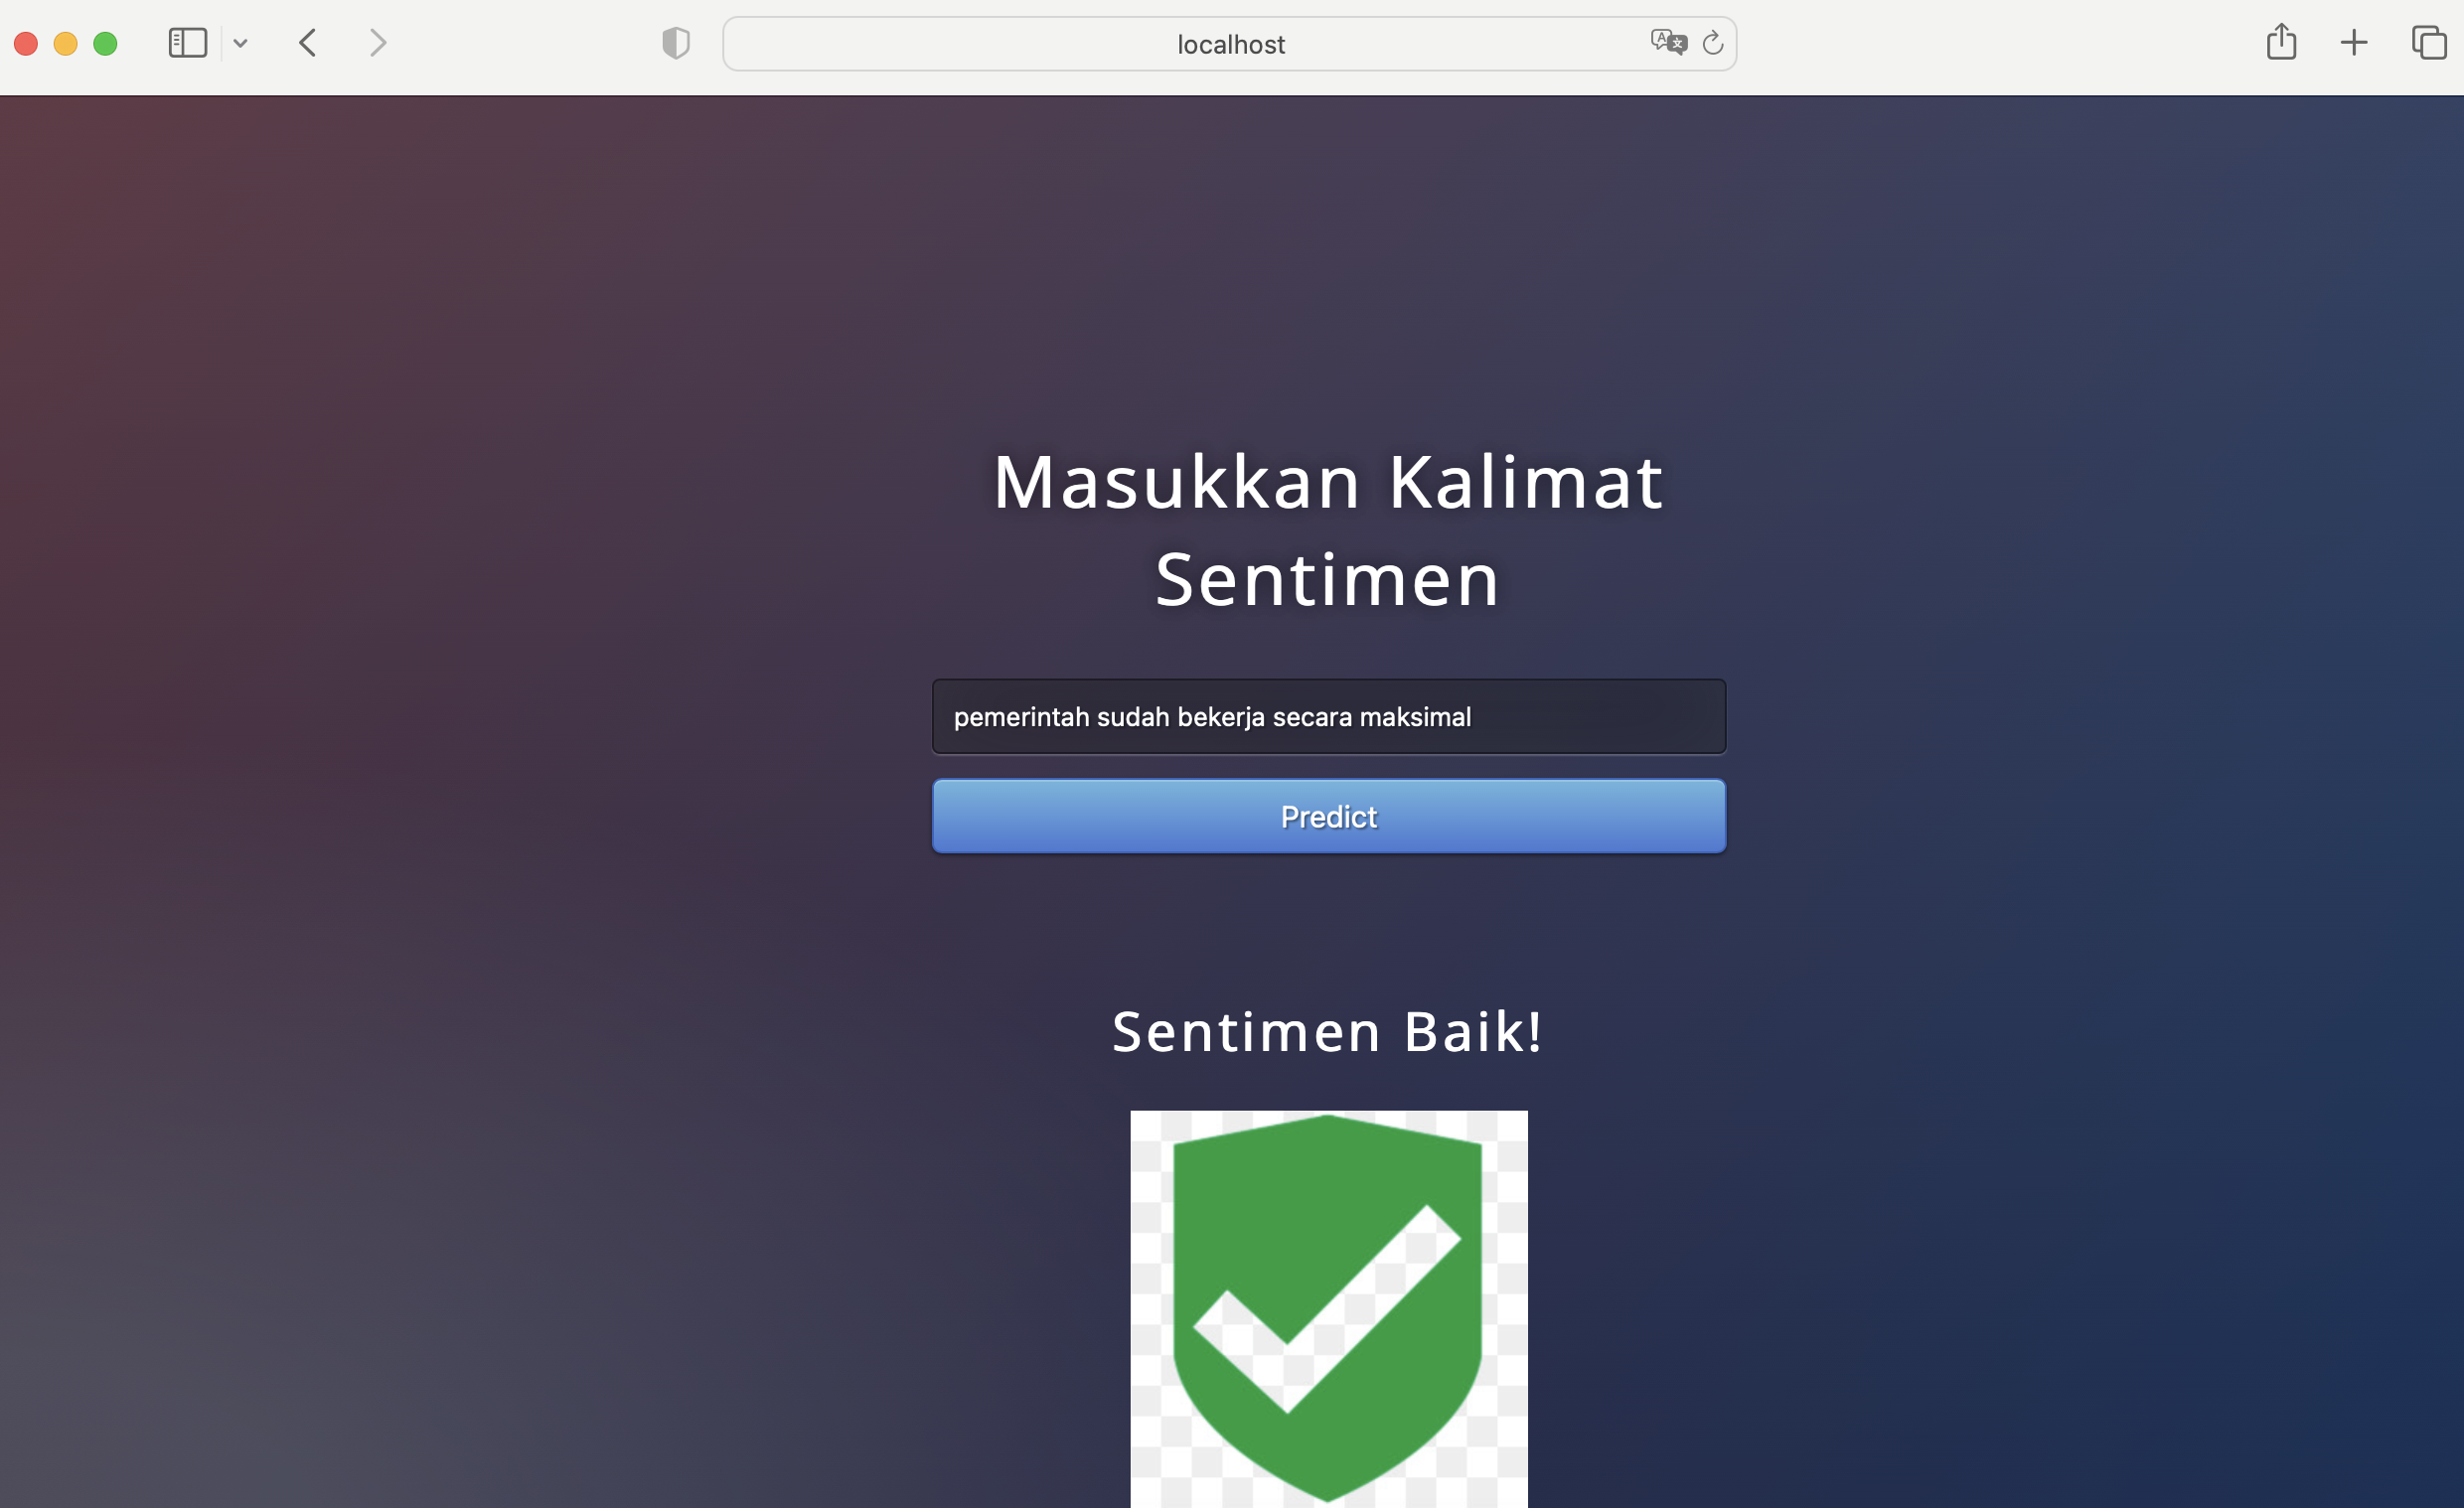 localhost
Masukkan Kalimat
Sentimen
pemerintah sudah bekerja secara maksimal
Predict
Sentimen Baik!